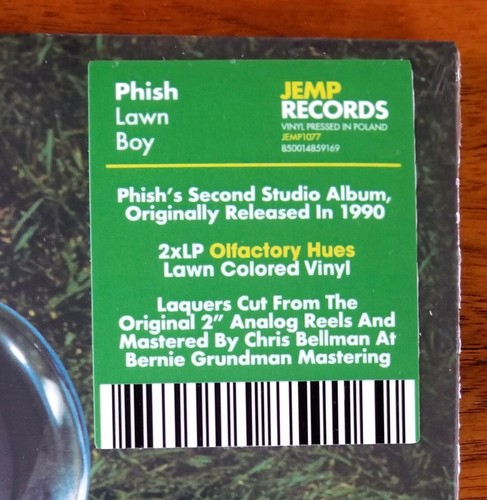 Phish
Lawn
Boy
JEMP
RECORDS
VINYL PRESSED IN POLAND
JEMP1077
850014859169
Phish's Second Studio Album,
Originally Released In 1990
2xLP Olfactory Hues
Lawn Colored Vinyl
Laquers Cut From The
Original 2" Analog Reels And
Mastered By Chris Bellman At
Bernie Grundman Mastering